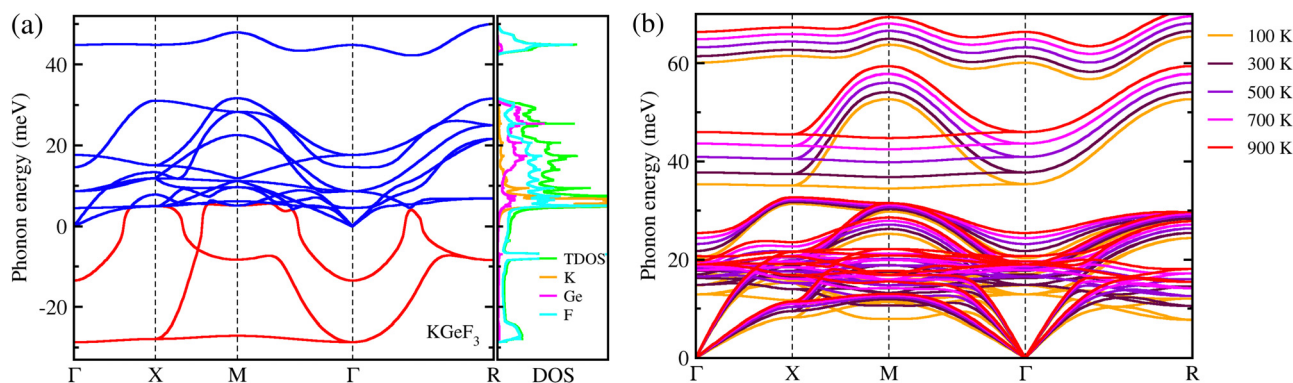 (a)
Phonon energy (meV)
40
20
0
-20
Γ X M Γ R
KGeF3
TDOS
K
Ge
F
DOS
(b)
Phonon energy (meV)
60
40
20
0
Γ X M Γ R
100 K
300 K
500 K
700 K
900 K